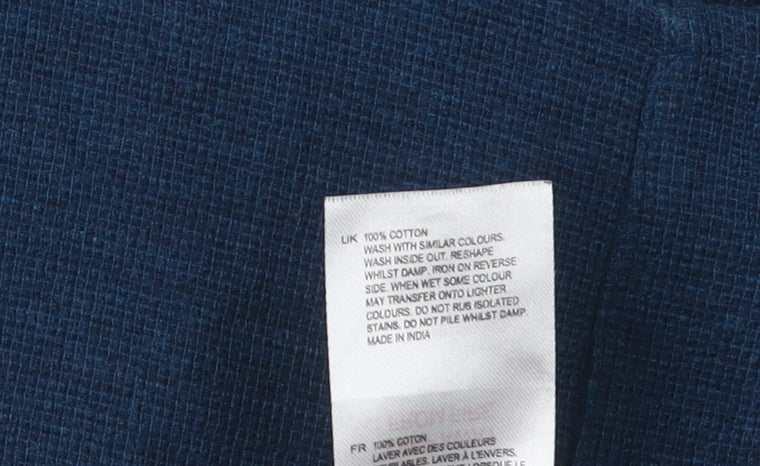 UK 100% COTTON
WASH WITH SIMILAR COLOURS.
WASH INSIDE OUT. RESHAPE
WHILST DAMP. IRON ON REVERSE
SIDE. WHEN WET SOME COLOUR
MAY TRANSFER ONTO LIGHTER
COLOURS. DO NOT RUB ISOLATED
STAINS. DO NOT PILE WHILST DAMP.
MADE IN INDIA
FR 100% COTON
LAVER AVEC DES COULEURS
LAVER À L'ENVERS.